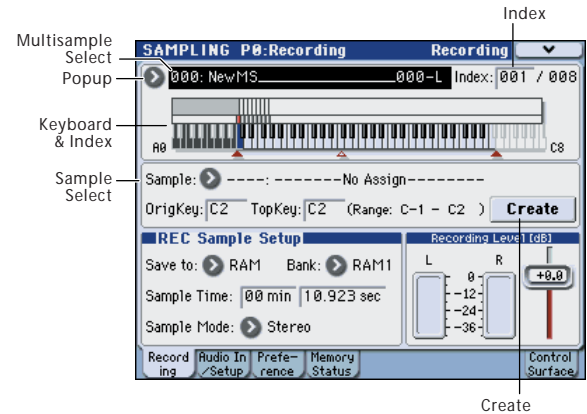 Index
Multisample
Select
Popup
SAMPLING P0:Recording Recording
000: NewMS 000-L Index: 001 / 008
Keyboard
& Index
A0 C8
Sample
Select
Sample: ----: --------No Assign--------
OrigKey: C2 TopKey: C2 (Range: C-1 - C2 ) Create
REC Sample Setup
Save to: RAM Bank: RAM1
Sample Time: 00 min 10.923 sec
Sample Mode: Stereo
Recording Level [dB]
L R
0
-12
-24
-36
+0.0
Record
ing
Audio In
/Setup
Prefe-
rence
Memory
Status
Control
Surface
Create